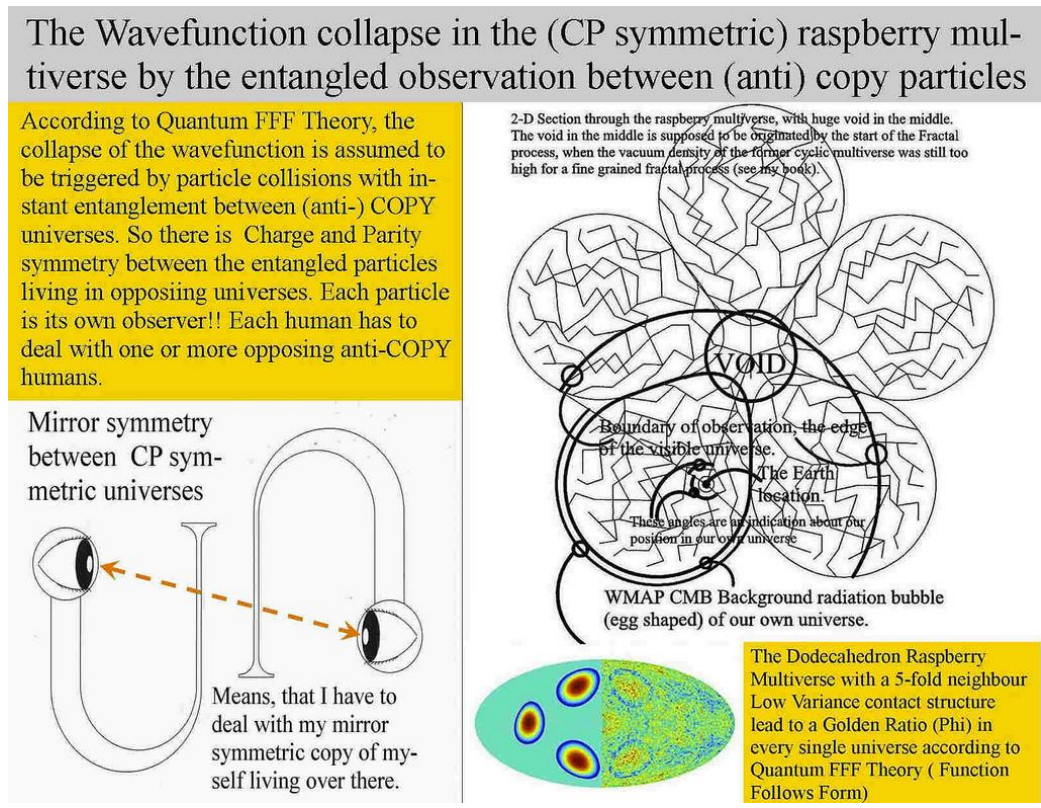 The Wavefunction collapse in the (CP symmetric) raspberry mul-
tiverse by the entangled observation between (anti) copy particles
According to Quantum FFF Theory, the
collapse of the wavefunction is assumed to
be triggered by particle collisions with in-
stant entanglement between (anti-) COPY
universes. So there is Charge and Parity
symmetry between the entangled particles
living in opposiing universes. Each particle
is its own observer!! Each human has to
deal with one or more opposing anti-COPY
humans.
Mirror symmetry
between CP sym-
metric universes
Means, that I have to
deal with my mirror
symmetric copy of my-
self living over there.
2-D Section through the raspberry multiverse, with huge void in the middle.
The void in the middle is supposed to be originated by the start of the Fractal
process, when the vacuum density of the former cyclic multiverse was still too
high for a fine grained fractal process (see my book).
VOID
Boundary of observation, the edge
of the visible universe.
The Earth
location.
These angles are an indication about our
position in our own universe
WMAP CMB Background radiation bubble
(egg shaped) of our own universe.
The Dodecahedron Raspberry
Multiverse with a 5-fold neighbour
Low Variance contact structure
lead to a Golden Ratio (Phi) in
every single universe according to
Quantum FFF Theory ( Function
Follows Form)